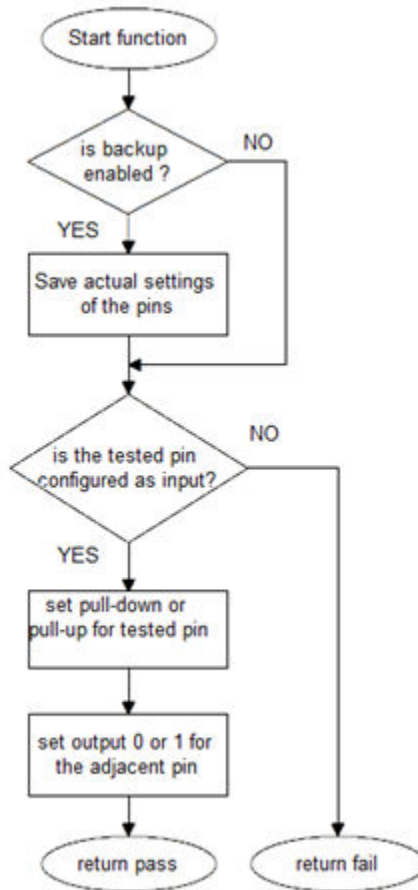 Start function
is backup
enabled ?
NO
YES
Save actual settings
of the pins
is the tested pin
configured as input?
NO
YES
set pull-down or
pull-up for tested pin
set output 0 or 1 for
the adjacent pin
return pass
return fail